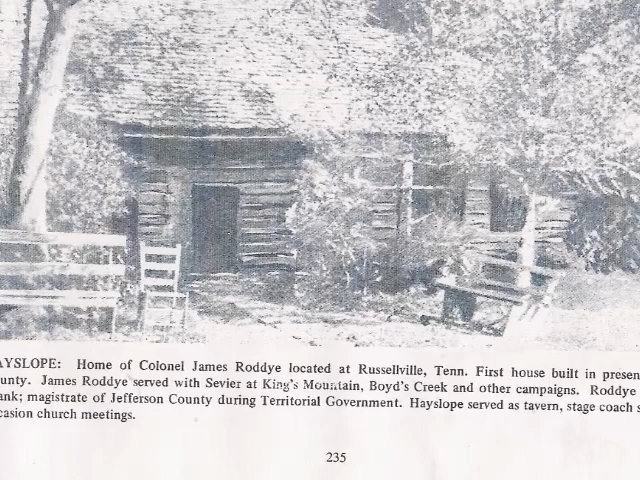 AYSLOPE: Home of Colonel James Roddye located at Russellville, Tenn. First house built in presen
unty. James Roddye served with Sevier at King's Mountain, Boyd's Creek and other campaigns. Roddye
ank; magistrate of Jefferson County during Territorial Government. Hayslope served as tavern, stage coach s
casion church meetings.
235